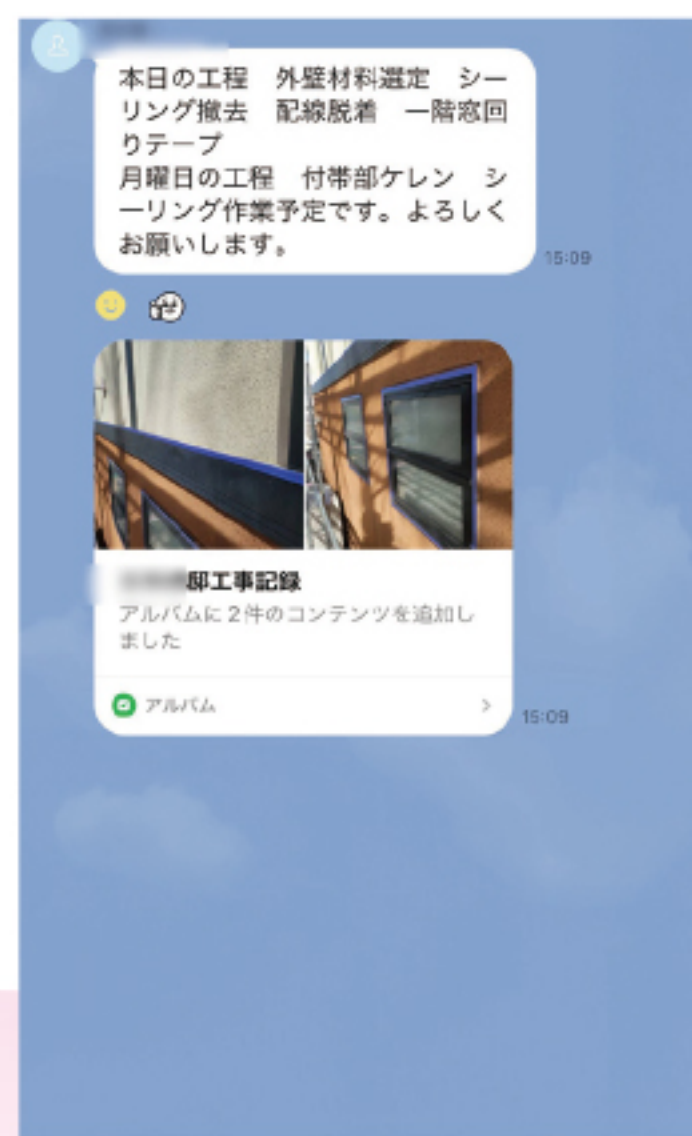 本日の工程　外壁材料選定　シー
リング撤去　配線脱着　一階窓回
りテープ
月曜日の工程　付帯部ケレン　シ
ーリング作業予定です。よろしく
お願いします。
15:09
邸工事記録
アルバムに2件のコンテンツを追加し
ました
アルバム
15:09